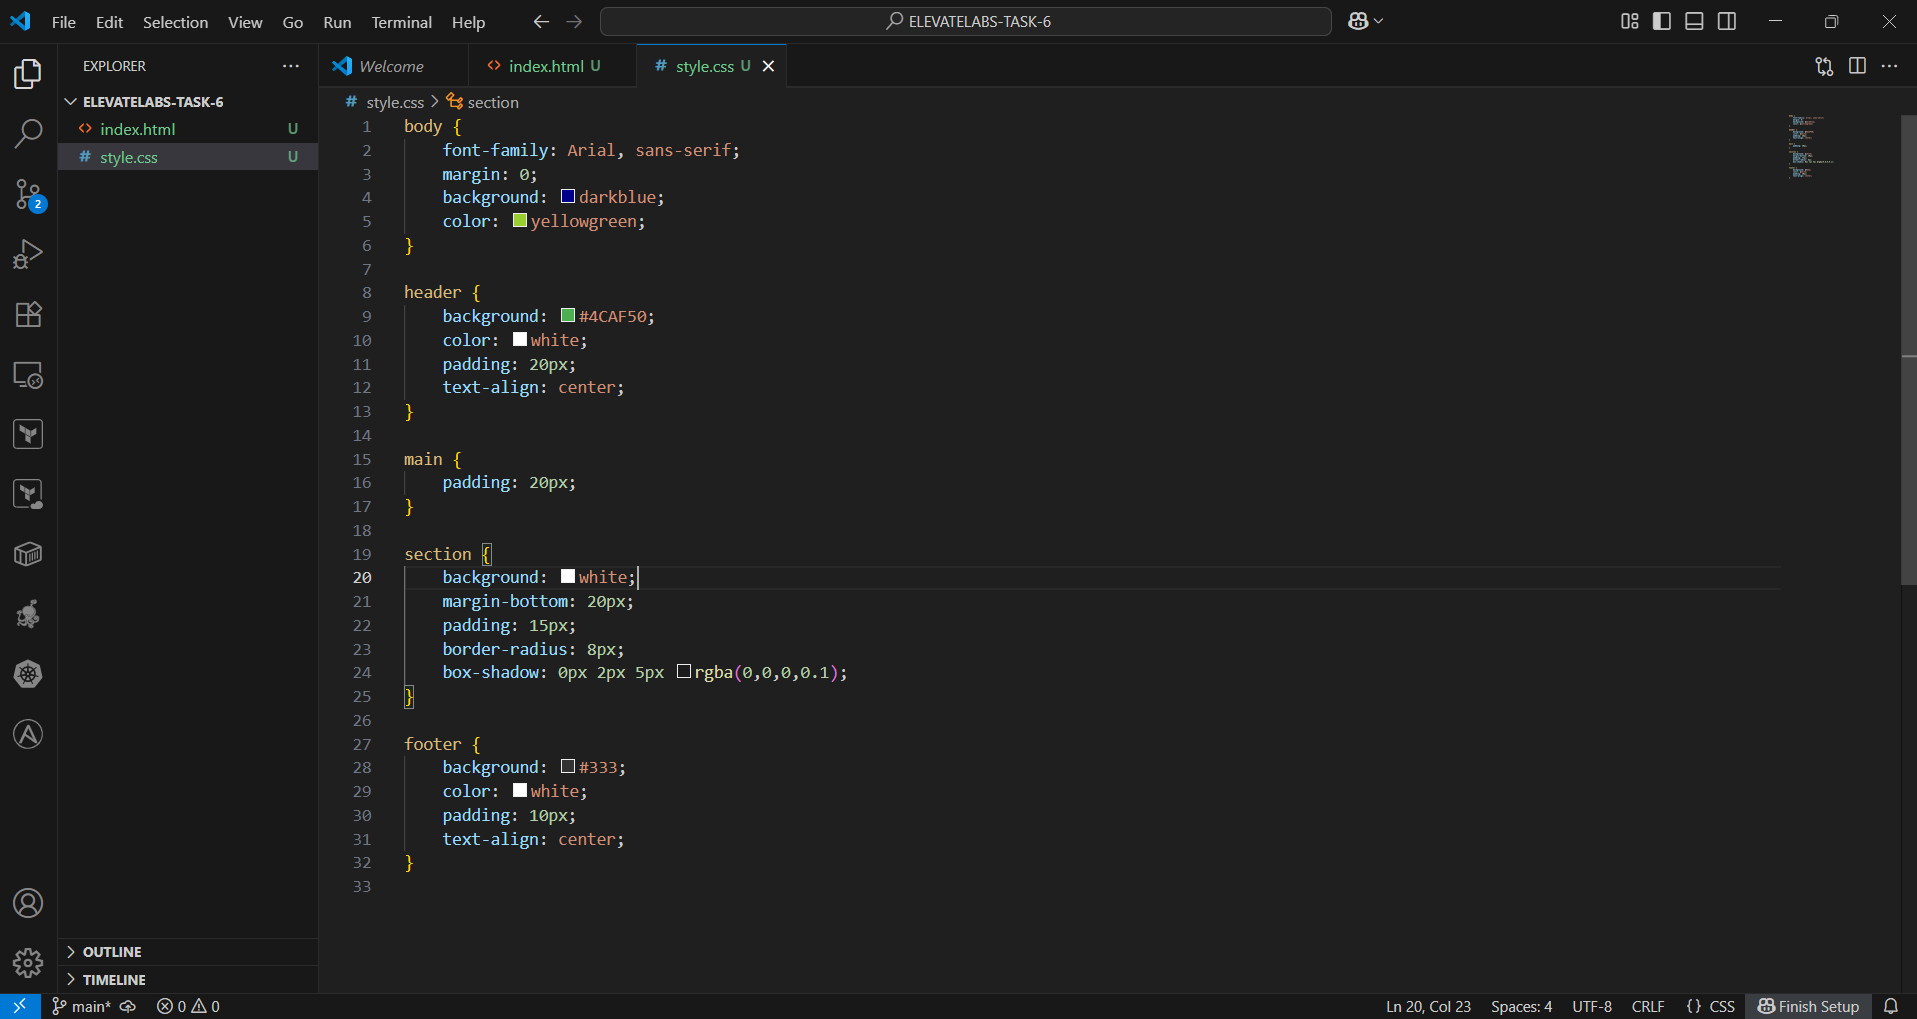 File Edit Selection View Go Run Terminal Help
ELEVATELABS-TASK-6
EXPLORER
ELEVATELABS-TASK-6
<> index.html U
# style.css U
2
OUTLINE
TIMELINE
Welcome
<> index.html U
# style.css U
# style.css > section
1 body {
2 font-family: Arial, sans-serif;
3 margin: 0;
4 background: darkblue;
5 color: yellowgreen;
6 }
7
8 header {
9 background: #4CAF50;
10 color: white;
11 padding: 20px;
12 text-align: center;
13 }
14
15 main {
16 padding: 20px;
17 }
18
19 section {
20 background: white;
21 margin-bottom: 20px;
22 padding: 15px;
23 border-radius: 8px;
24 box-shadow: 0px 2px 5px rgba(0,0,0,0.1);
25 }
26
27 footer {
28 background: #333;
29 color: white;
30 padding: 10px;
31 text-align: center;
32 }
33
main* 0 0
Ln 20, Col 23 Spaces: 4 UTF-8 CRLF {} CSS Finish Setup